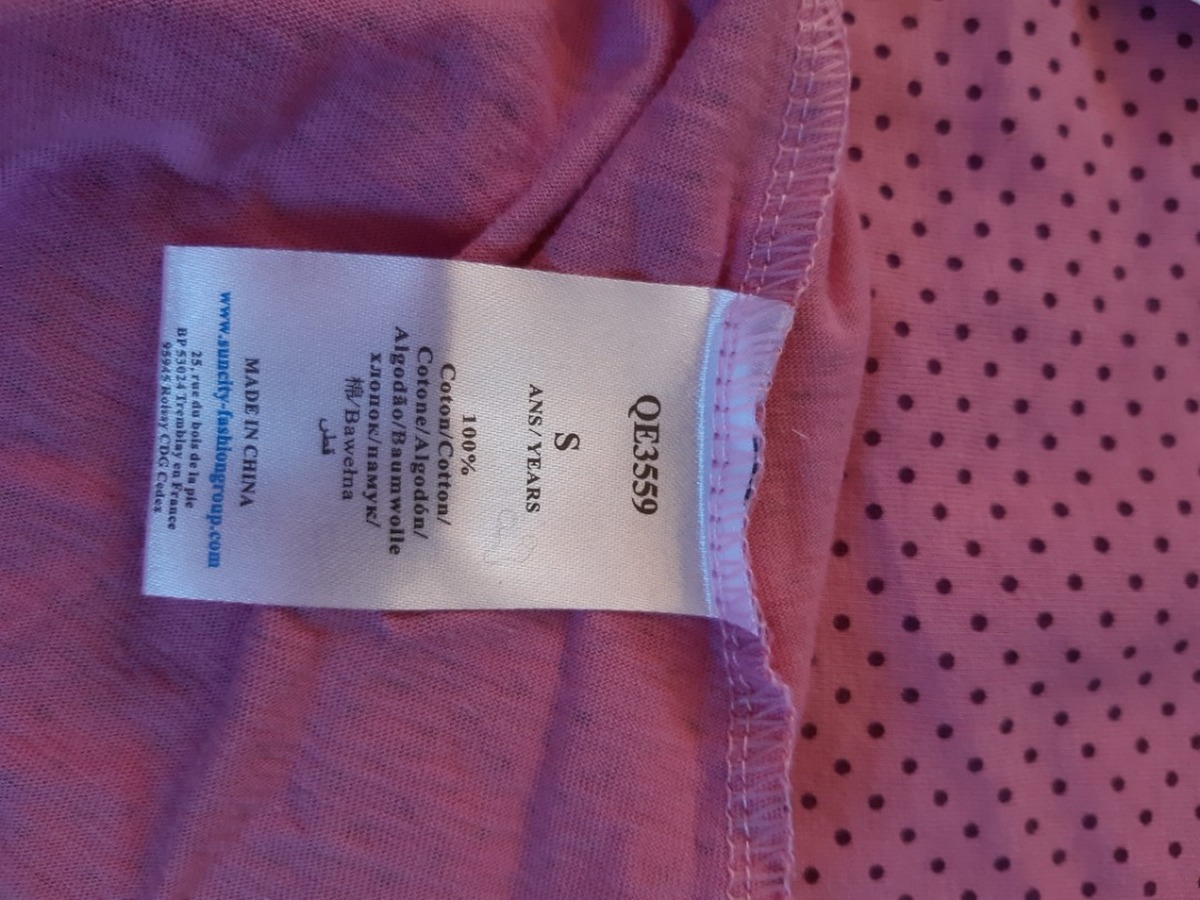 QE3559
S
ANS/YEARS
100%
Coton/Cotton/
Cotone/Algodón/
Algodão/Baumwolle
хлопок/памук/
棉/Bawełna
قطن
MADE IN CHINA
www.suncity-fashiongroup.com
25, rue du bois de la pie
BP 53024 Tremblay en France
95945 Roissy CDG Cedex